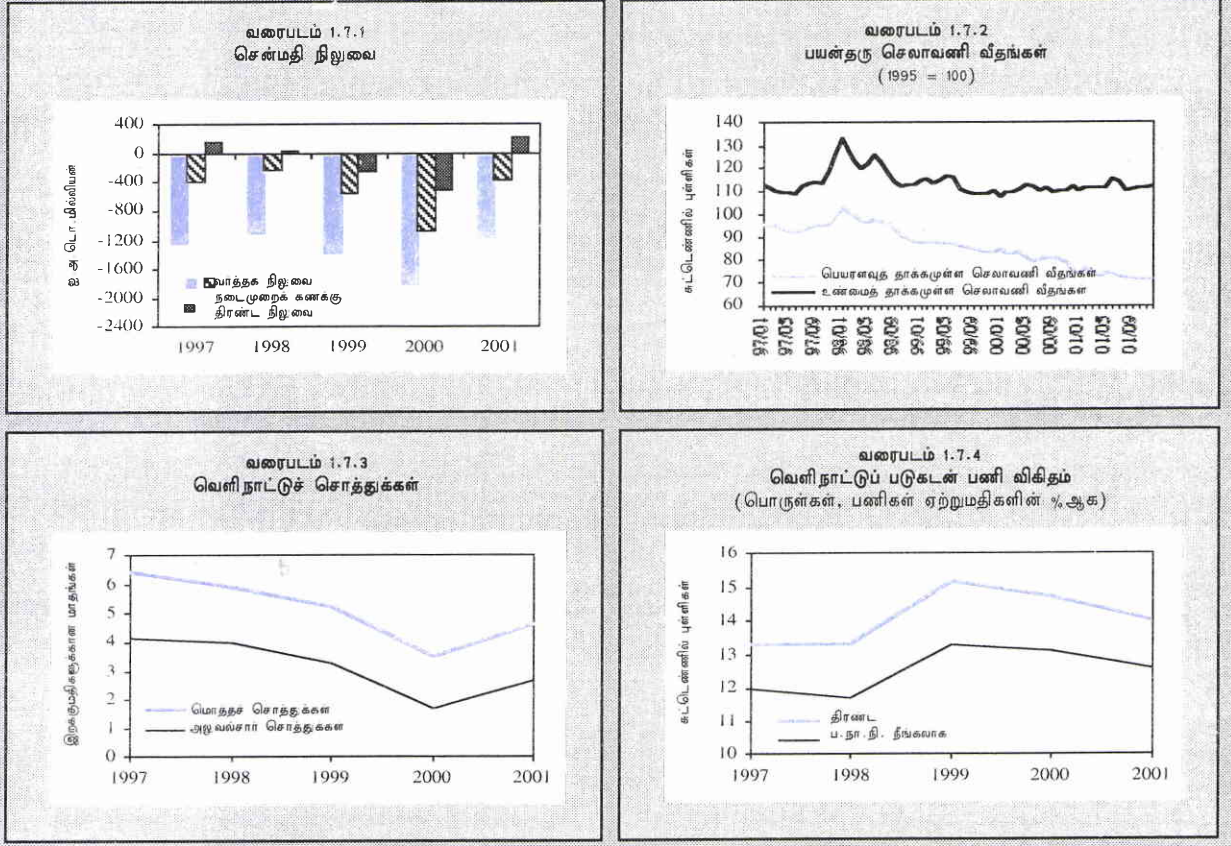 வரைபடம் 1.7.1
சென்மதி நிலுவை
ஐ அ டொ. மில்லியன்
400
0
-400
-800
-1200
-1600
-2000
-2400
வாத்தக நிலுவை
நடைமுறைக் கணக்கு
திரண்ட நிலுவை
1997 1998 1999 2000 2001
வரைபடம் 1.7.2
பயன்தரு செலாவணி வீதங்கள்
(1995 = 100)
சுட்டெண்ணில் புள்ளிகள்
140
130
120
110
100
90
80
70
60
பெயரளவுத தாக்கமுள்ள செலாவணி வீதங்கள்
உண்மைத் தாக்கமுள்ள செலாவணி வீதங்கள
97/01 97/05 97/09 98/01 98/05 98/09 99/01 99/05 99/09 00/01 00/05 00/09 01/01 01/05 01/09
வரைபடம் 1.7.3
வெளிநாட்டுச் சொத்துக்கள்
இறக்குமதிகளுக்கான மாதங்கள்
7
6
5
4
3
2
1
0
மொததச சொத்துக்கள
அலுவல்சார் சொத்துககள
1997 1998 1999 2000 2001
வரைபடம் 1.7.4
வெளிநாட்டுப் படுகடன் பணி விகிதம்
(பொருள்கள், பணிகள் ஏற்றுமதிகளின் %ஆக)
சுட்டெண்ணில் புள்ளிகள்
16
15
14
13
12
11
10
திரணட
ப.நா.நி. நீங்கலாக
1997 1998 1999 2000 2001